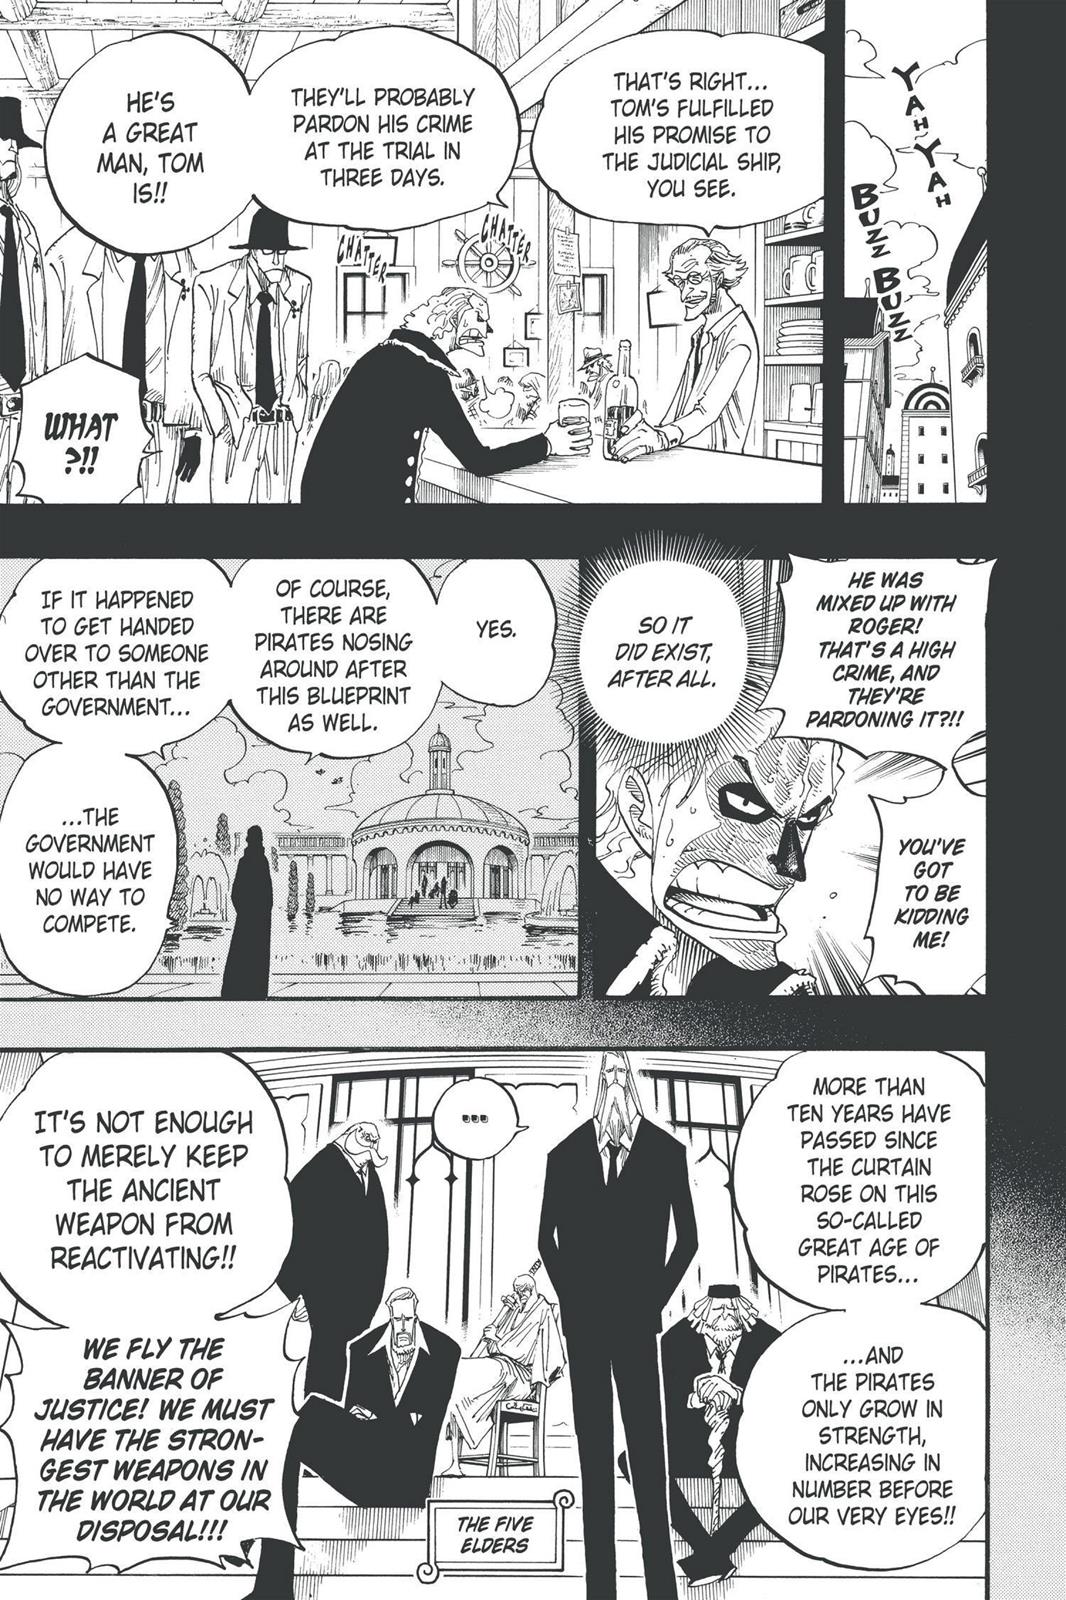 YAH YAH
BUZZ BUZZ
THAT'S RIGHT...
TOM'S FULFILLED
HIS PROMISE TO
THE JUDICIAL SHIP,
YOU SEE.
THEY'LL PROBABLY
PARDON HIS CRIME
AT THE TRIAL IN
THREE DAYS.
HE'S
A GREAT
MAN, TOM
IS!!
CHATTER
CHATTER
WHAT
?!!
HE WAS
MIXED UP WITH
ROGER!
THAT'S A HIGH
CRIME, AND
THEY'RE
PARDONING IT?!!
SO IT
DID EXIST,
AFTER ALL.
YOU'VE
GOT
TO BE
KIDDING
ME!
YES.
OF COURSE,
THERE ARE
PIRATES NOSING
AROUND AFTER
THIS BLUEPRINT
AS WELL.
IF IT HAPPENED
TO GET HANDED
OVER TO SOMEONE
OTHER THAN THE
GOVERNMENT...
...THE
GOVERNMENT
WOULD HAVE
NO WAY TO
COMPETE.
MORE THAN
TEN YEARS HAVE
PASSED SINCE
THE CURTAIN
ROSE ON THIS
SO-CALLED
GREAT AGE OF
PIRATES...
...AND
THE PIRATES
ONLY GROW IN
STRENGTH,
INCREASING IN
NUMBER BEFORE
OUR VERY EYES!!
...
IT'S NOT ENOUGH
TO MERELY KEEP
THE ANCIENT
WEAPON FROM
REACTIVATING!!
WE FLY THE
BANNER OF
JUSTICE! WE MUST
HAVE THE STRON-
GEST WEAPONS IN
THE WORLD AT OUR
DISPOSAL!!!
THE FIVE
ELDERS